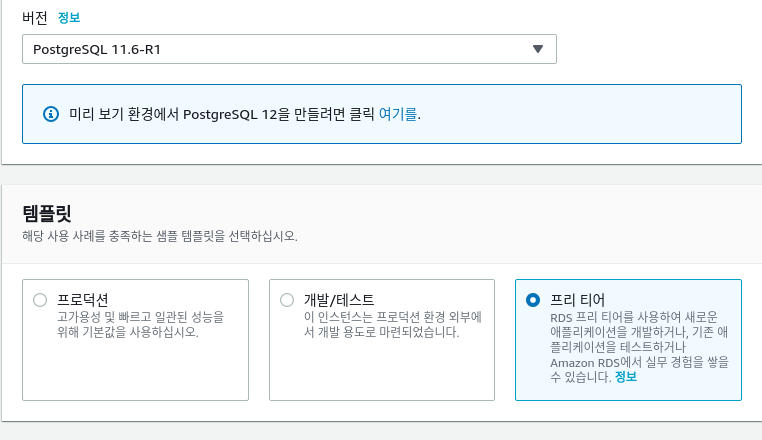 버전 정보
PostgreSQL 11.6-R1
미리 보기 환경에서 PostgreSQL 12을 만들려면 클릭 여기를.
템플릿
해당 사용 사례를 충족하는 샘플 템플릿을 선택하십시오.
프로덕션
고가용성 및 빠르고 일관된 성능을
위해 기본값을 사용하십시오.
개발/테스트
이 인스턴스는 프로덕션 환경 외부에
서 개발 용도로 마련되었습니다.
프리 티어
RDS 프리 티어를 사용하여 새로운
애플리케이션을 개발하거나, 기존 애
플리케이션을 테스트하거나
Amazon RDS에서 실무 경험을 쌓을
수 있습니다. 정보